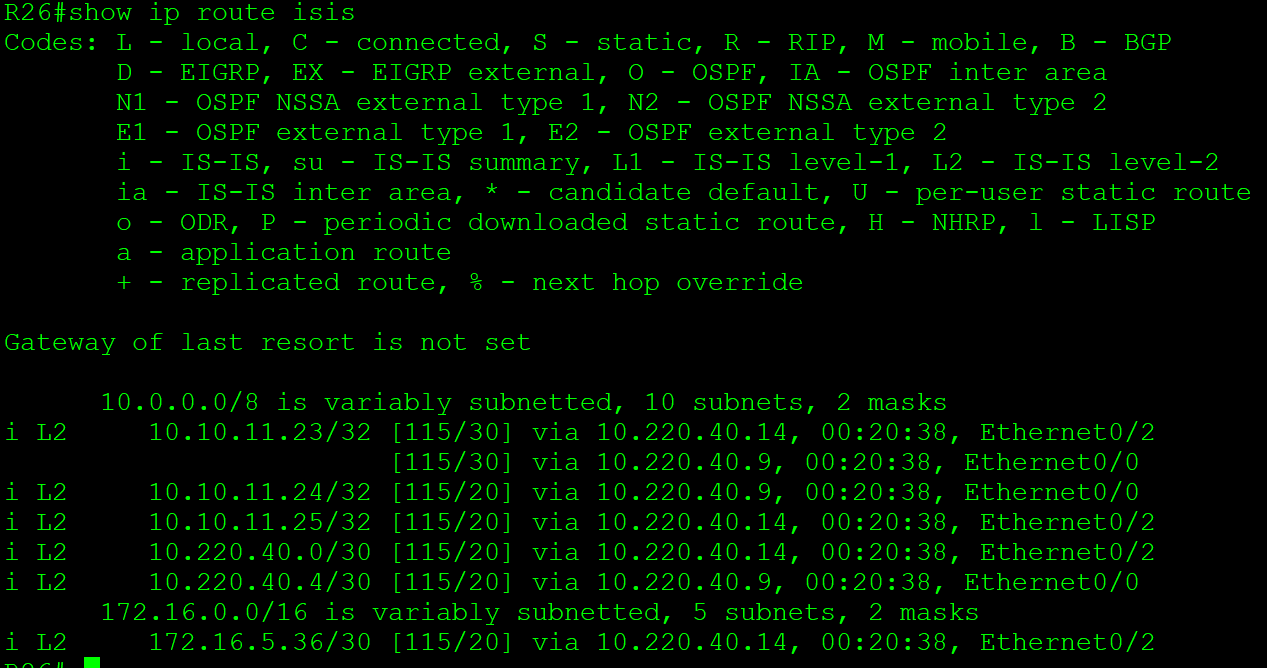 R26#show ip route isis
Codes: L - local, C - connected, S - static, R - RIP, M - mobile, B - BGP
D - EIGRP, EX - EIGRP external, O - OSPF, IA - OSPF inter area
N1 - OSPF NSSA external type 1, N2 - OSPF NSSA external type 2
E1 - OSPF external type 1, E2 - OSPF external type 2
i - IS-IS, su - IS-IS summary, L1 - IS-IS level-1, L2 - IS-IS level-2
ia - IS-IS inter area, * - candidate default, U - per-user static route
o - ODR, P - periodic downloaded static route, H - NHRP, l - LISP
a - application route
+ - replicated route, % - next hop override
Gateway of last resort is not set
10.0.0.0/8 is variably subnetted, 10 subnets, 2 masks
i L2 10.10.11.23/32 [115/30] via 10.220.40.14, 00:20:38, Ethernet0/2
[115/30] via 10.220.40.9, 00:20:38, Ethernet0/0
i L2 10.10.11.24/32 [115/20] via 10.220.40.9, 00:20:38, Ethernet0/0
i L2 10.10.11.25/32 [115/20] via 10.220.40.14, 00:20:38, Ethernet0/2
i L2 10.220.40.0/30 [115/20] via 10.220.40.14, 00:20:38, Ethernet0/2
i L2 10.220.40.4/30 [115/20] via 10.220.40.9, 00:20:38, Ethernet0/0
172.16.0.0/16 is variably subnetted, 5 subnets, 2 masks
i L2 172.16.5.36/30 [115/20] via 10.220.40.14, 00:20:38, Ethernet0/2
R26#